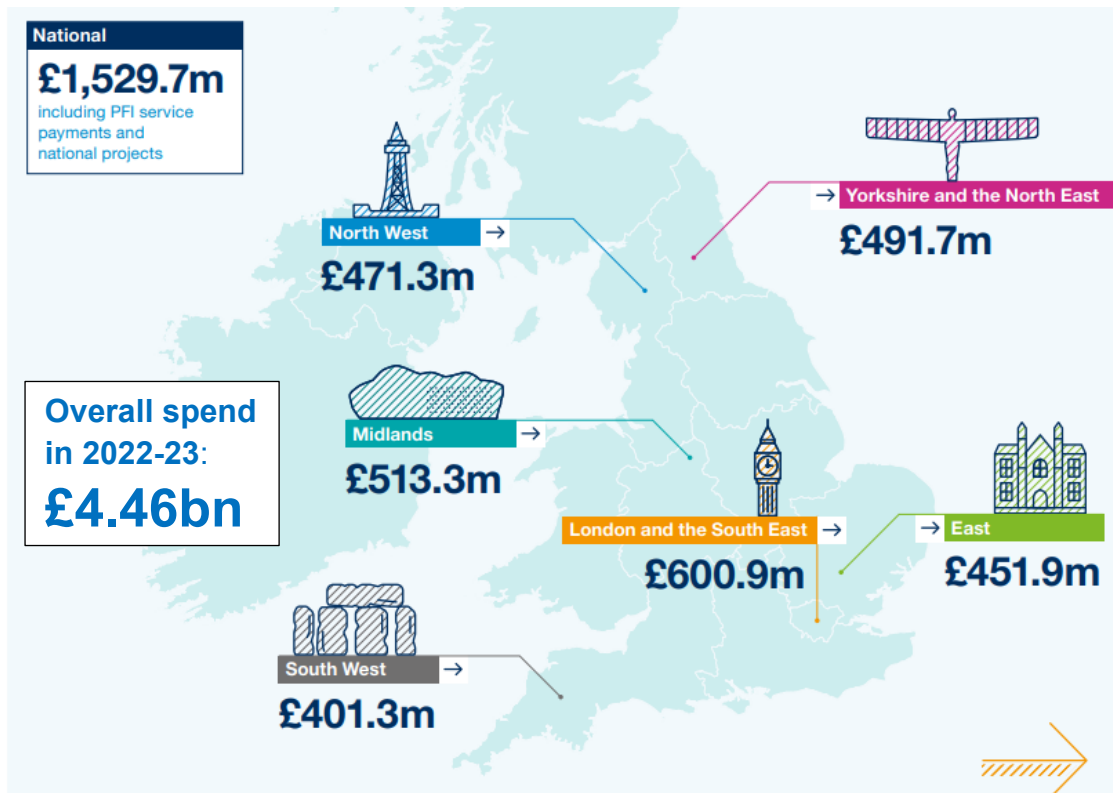 National
£1,529.7m
including PFI service
payments and
national projects
North West →
£471.3m
→ Yorkshire and the North East
£491.7m
Overall spend
in 2022-23:
£4.46bn
Midlands →
£513.3m
London and the South East →
£600.9m
→ East
£451.9m
South West →
£401.3m